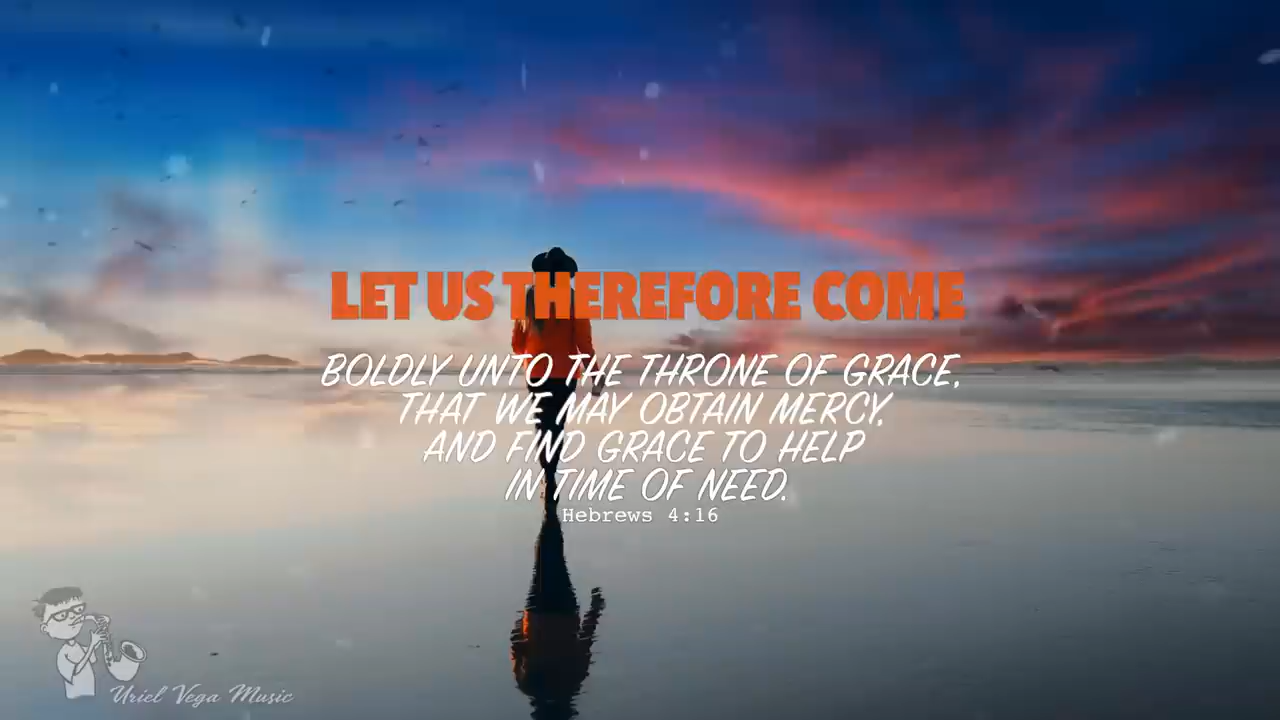 LET US THEREFORE COME
BOLDLY UNTO THE THRONE OF GRACE,
THAT WE MAY OBTAIN MERCY,
AND FIND GRACE TO HELP
IN TIME OF NEED.
Hebrews 4:16
Uriel Vega Music